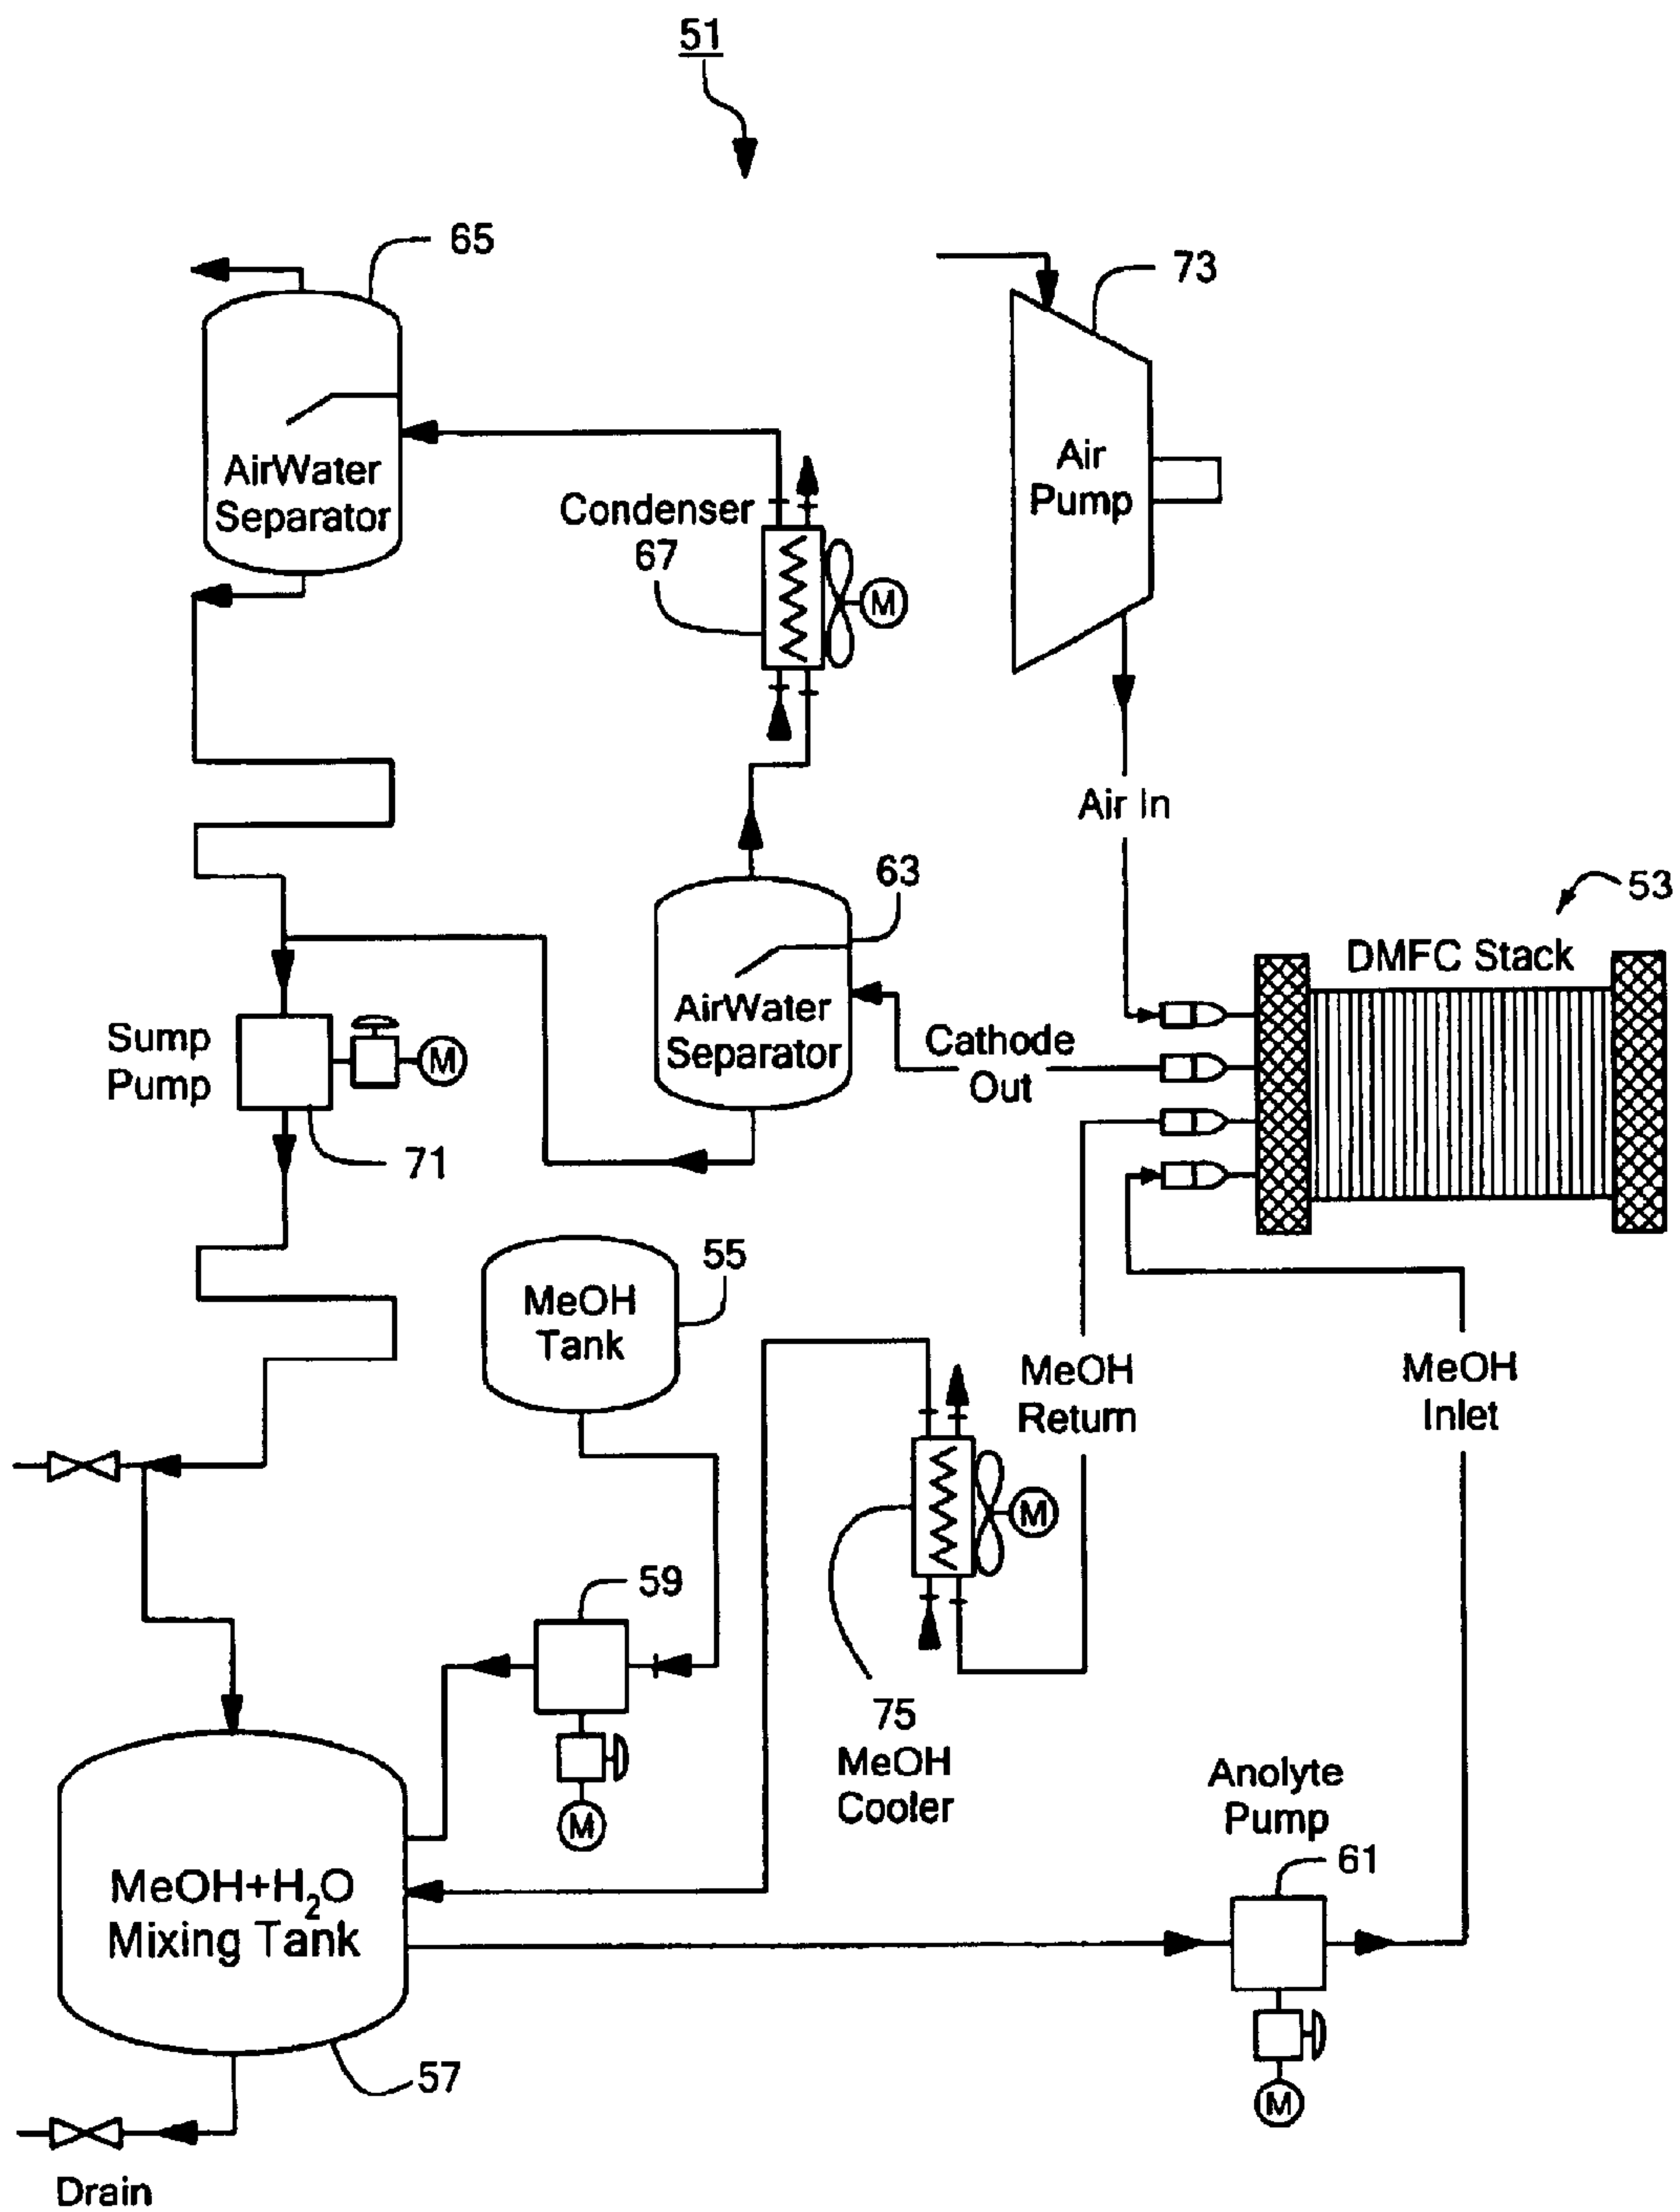 51
65
73
AirWater
Separator
Condenser
67
M
Air
Pump
Air In
63
53
DMFC Stack
AirWater
Separator
Cathode
Out
Sump
Pump
M
71
55
MeOH
Tank
MeOH
Return
MeOH
Inlet
M
59
75
MeOH
Cooler
M
Anolyte
Pump
61
MeOH+H₂O
Mixing Tank
57
M
Drain